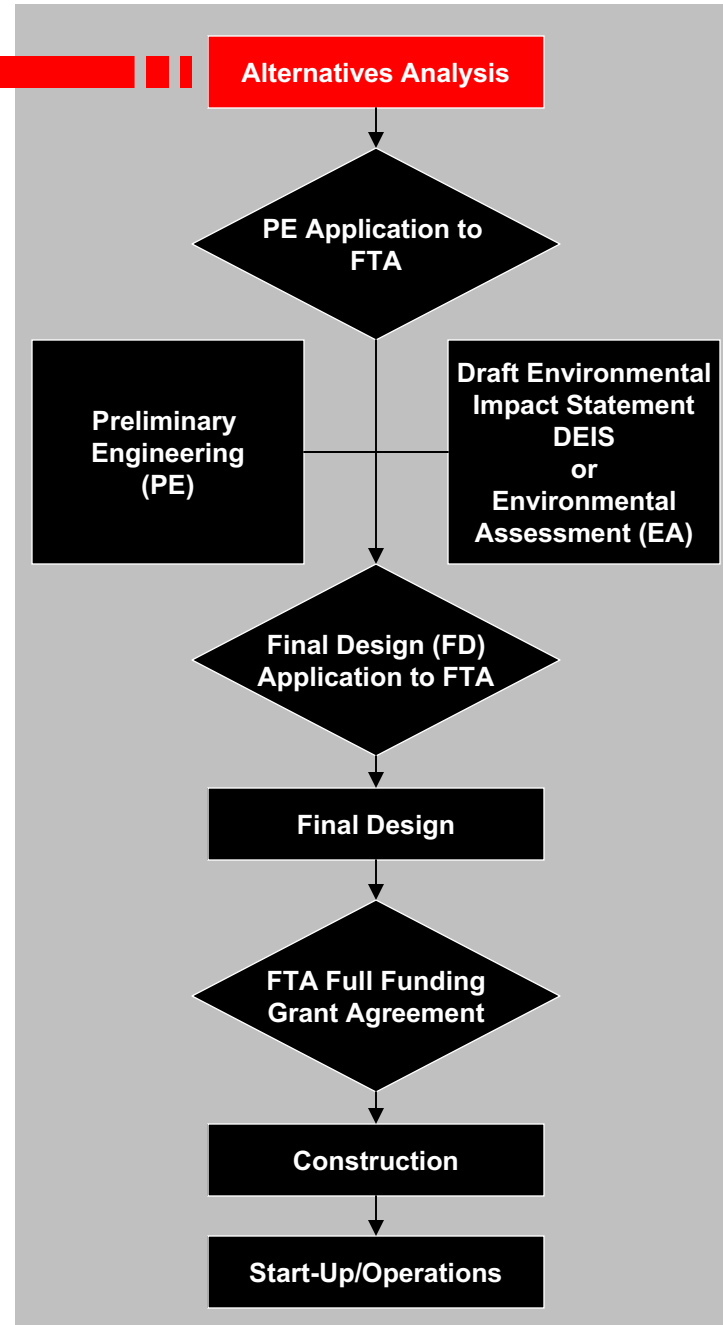 Alternatives Analysis
PE Application to
FTA
Preliminary
Engineering
(PE)
Draft Environmental
Impact Statement
DEIS
or
Environmental
Assessment (EA)
Final Design (FD)
Application to FTA
Final Design
FTA Full Funding
Grant Agreement
Construction
Start-Up/Operations